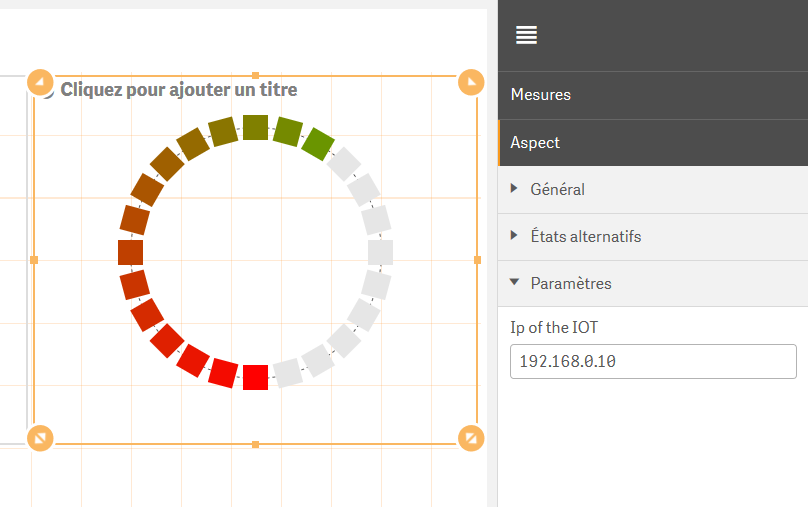 Cliquez pour ajouter un titre
Mesures
Aspect
Général
États alternatifs
Paramètres
Ip of the IOT
192.168.0.10